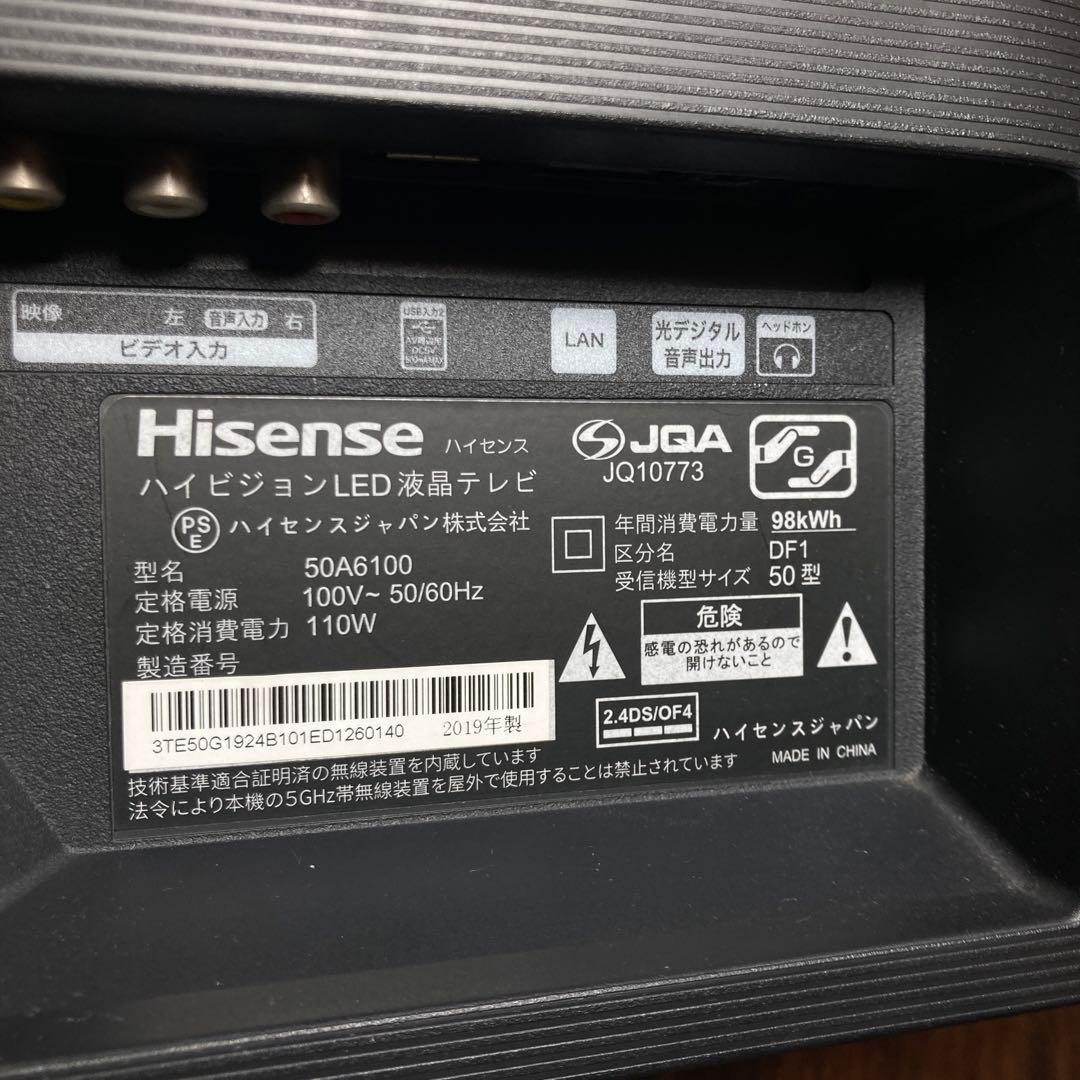 映像 左 音声入力 右
ビデオ入力
USB入力2
DC5V
LAN
光デジタル
音声出力
ヘッドホン
Hisense ハイセンス
ハイビジョンLED液晶テレビ
PSE ハイセンスジャパン株式会社
型名 50A6100
定格電源 100V~ 50/60Hz
定格消費電力 110W
製造番号
3TE50G1924B101ED1260140 2019年製
JQA
JQ10773
G
年間消費電力量 98kWh
区分名 DF1
受信機型サイズ 50型
危険
感電の恐れがあるので
開けないこと
2.4DS/OF4
ハイセンスジャパン
MADE IN CHINA
技術基準適合証明済の無線装置を内蔵しています
法令により本機の5GHz帯無線装置を屋外で使用することは禁止されています